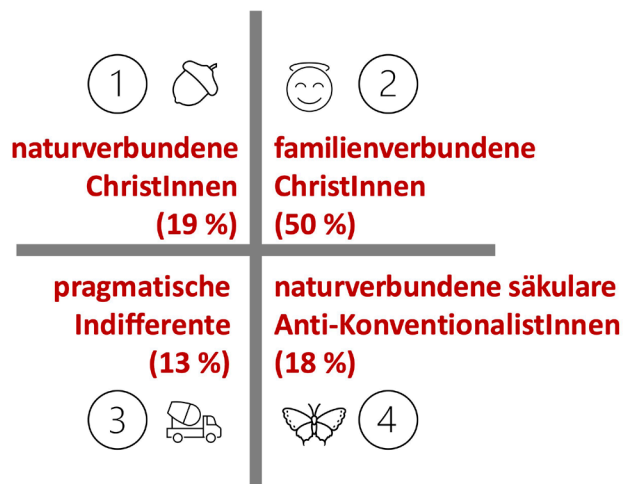 1
naturverbundene
ChristInnen
(19 %)
2
familienverbundene
ChristInnen
(50 %)
pragmatische
Indifferente
(13 %)
3
naturverbundene säkulare
Anti-KonventionalistInnen
(18 %)
4